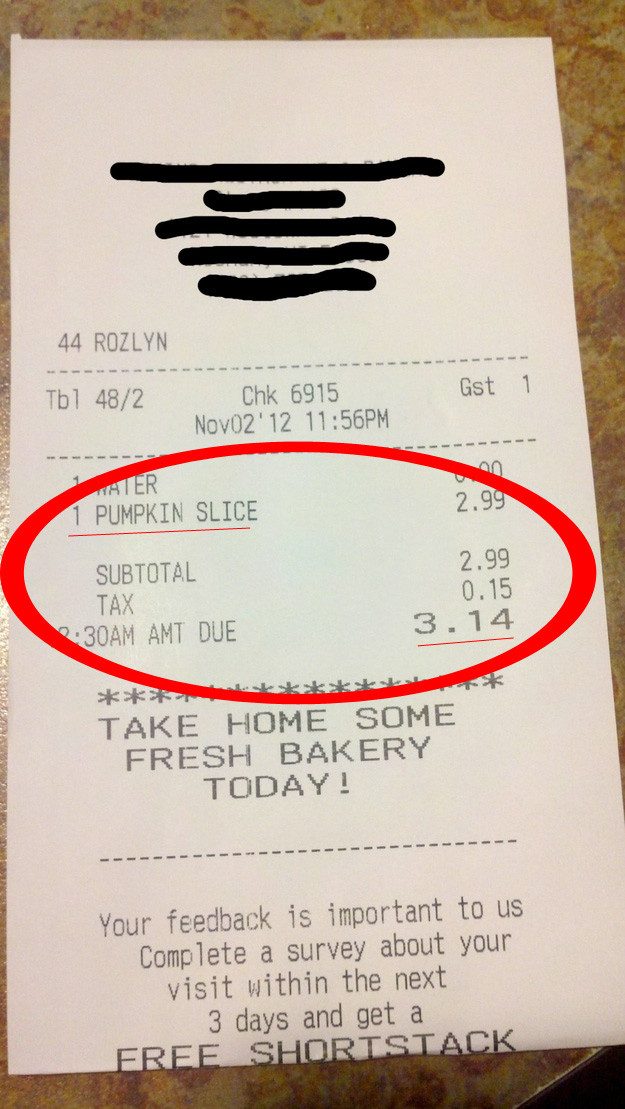 44 ROZLYN
Tbl 48/2 Chk 6915 Gst 1
Nov02'12 11:56PM
1 WATER 0.00
1 PUMPKIN SLICE 2.99
SUBTOTAL 2.99
TAX 0.15
:30AM AMT DUE 3.14
*****************
TAKE HOME SOME
FRESH BAKERY
TODAY!
Your feedback is important to us
Complete a survey about your
visit within the next
3 days and get a
FREE SHORTSTACK